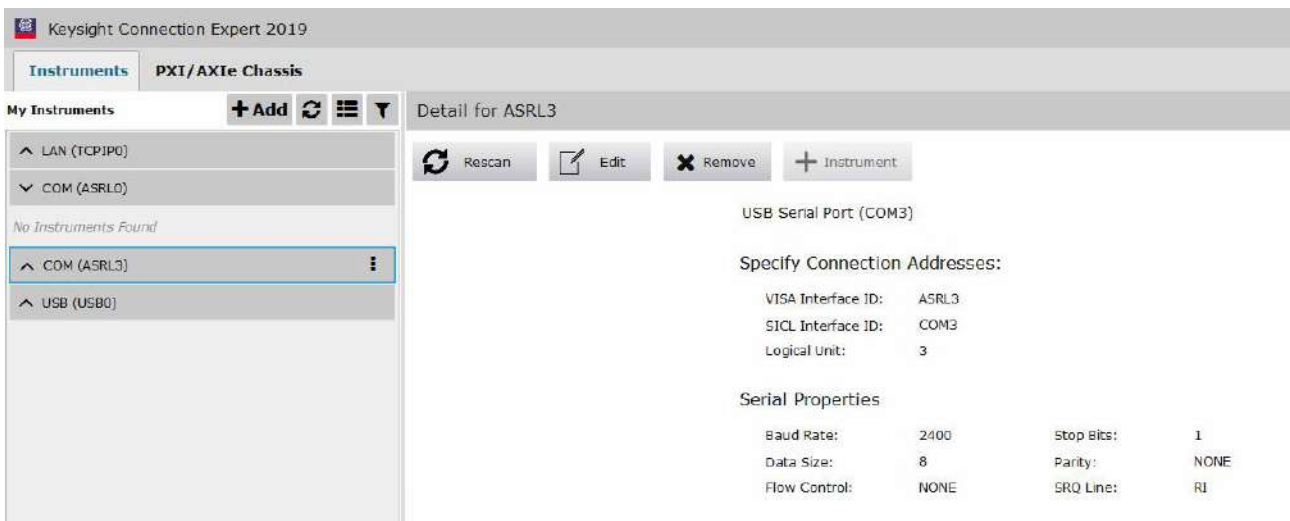 Keysight Connection Expert 2019
Instruments PXI/AXIe Chassis
My Instruments +Add
LAN (TCPIP0)
COM (ASRL0)
No Instruments Found
COM (ASRL3)
USB (USB0)
Detail for ASRL3
Rescan Edit Remove Instrument
USB Serial Port (COM3)
Specify Connection Addresses:
VISA Interface ID: ASRL3
SICL Interface ID: COM3
Logical Unit: 3
Serial Properties
Baud Rate: 2400 Stop Bits: 1
Data Size: 8 Parity: NONE
Flow Control: NONE SRQ Line: RI